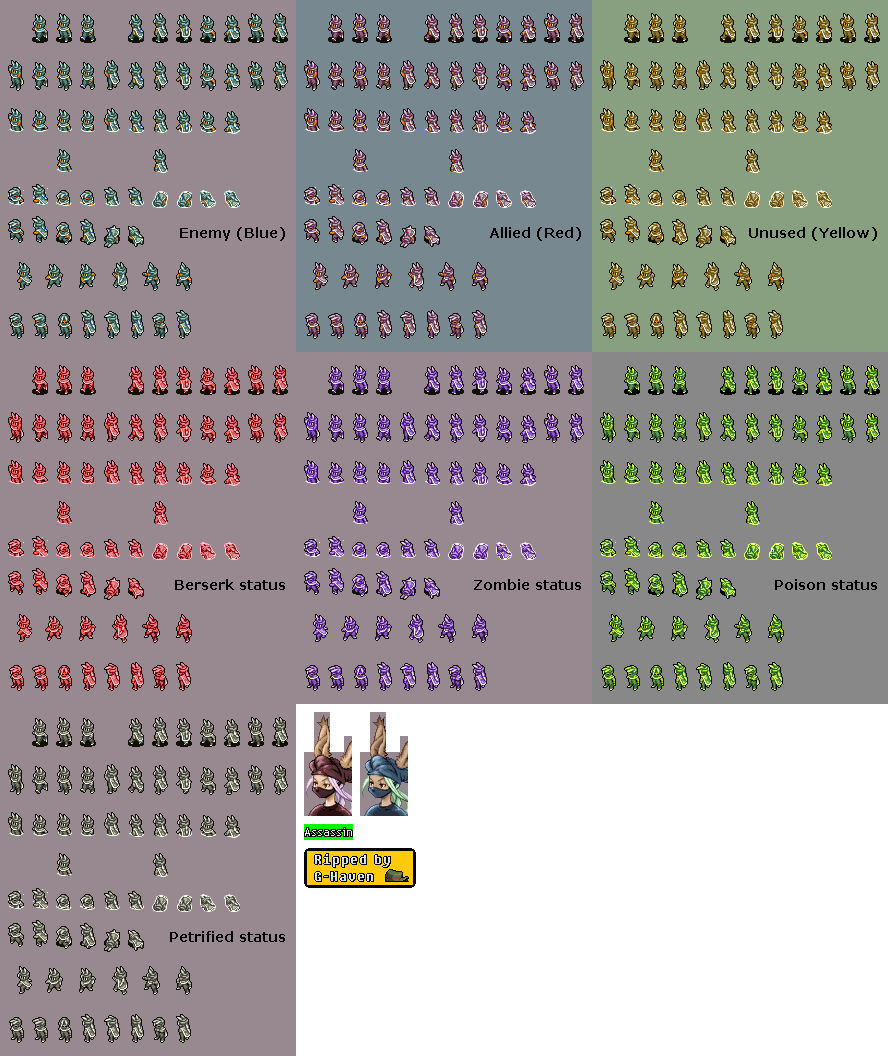 Enemy (Blue)
Allied (Red)
Unused (Yellow)
Berserk status
Zombie status
Poison status
Petrified status
Assassin
Ripped by
G-Haven